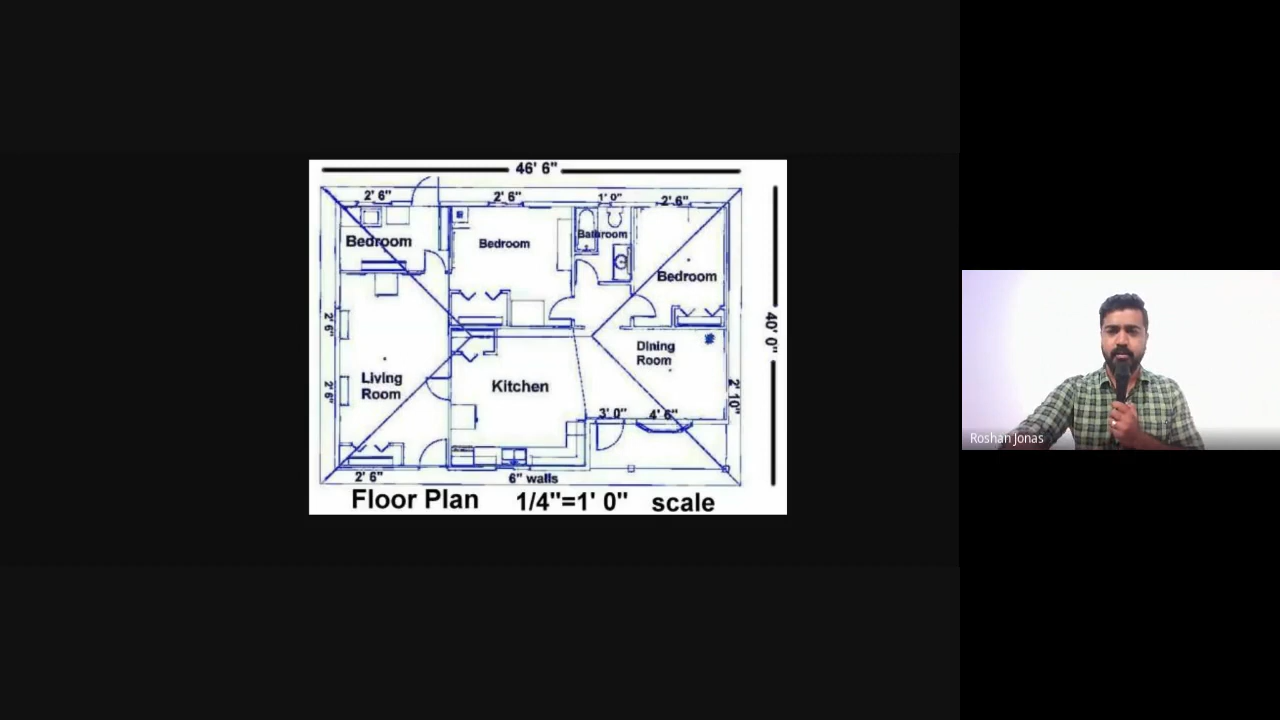 46' 6"
2' 6"
2' 6"
1' 0"
2' 6"
Bedroom
Bedroom
Bathroom
Bedroom
2' 6"
40' 0"
Dining
Room
Living
Room
Kitchen
2' 6"
2' 10"
3' 0"
4' 6"
2' 6"
6" walls
Floor Plan
1/4"=1' 0"
scale
Roshan Jonas